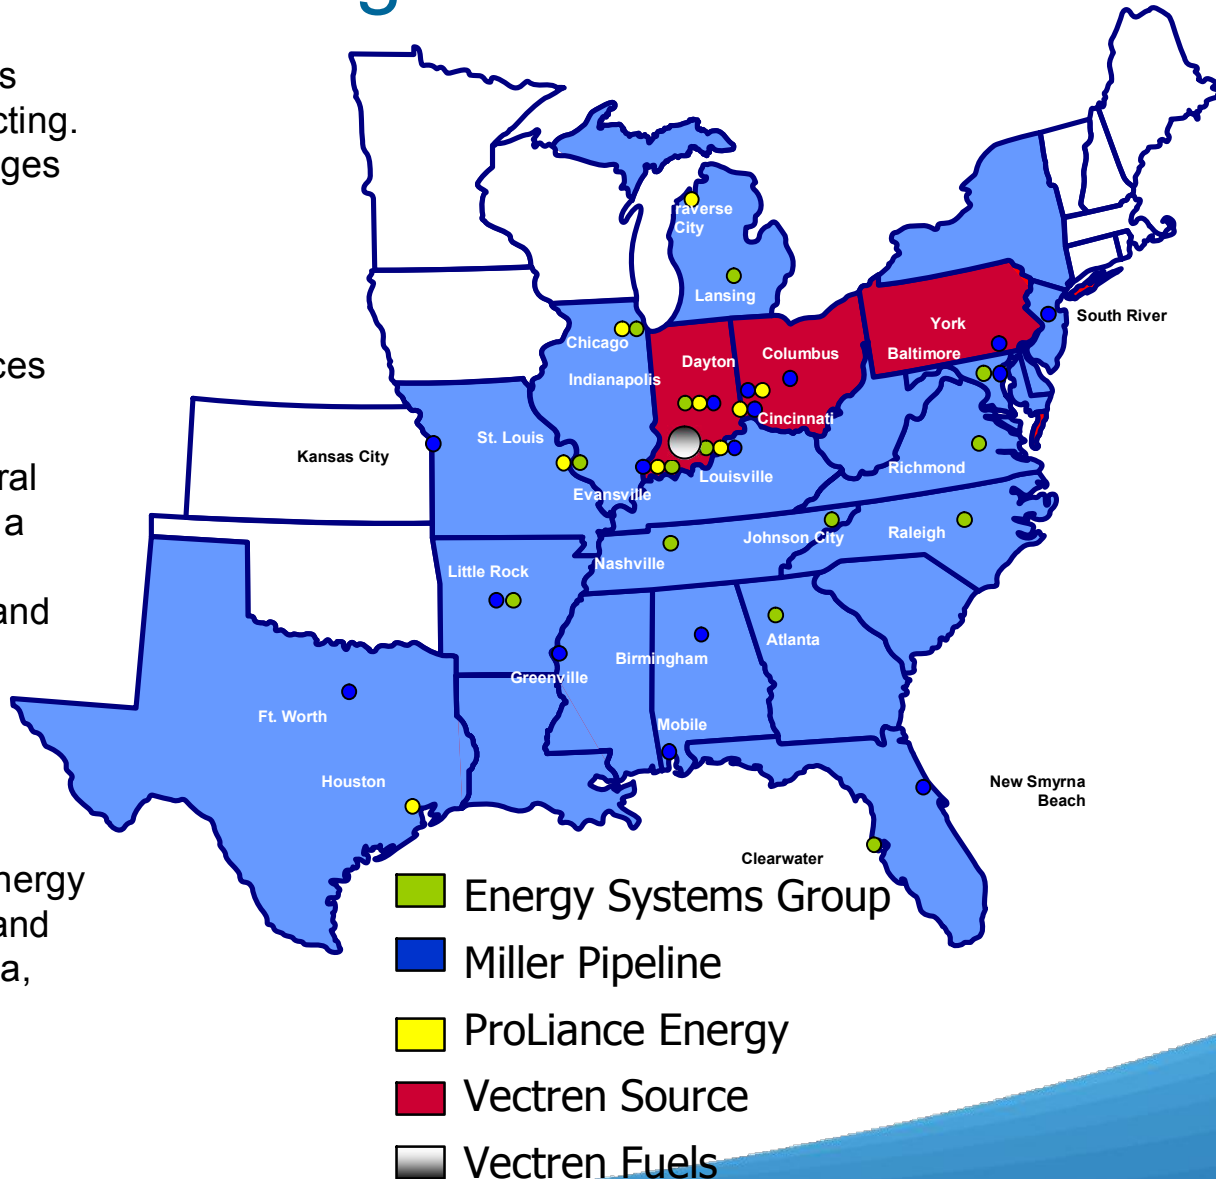 g
s
cting.
ges
ces
ral
a
and
nergy
and
a,
raverse
City
Lansing
Chicago
Indianapolis
Dayton
Columbus
Cincinnati
York
Baltimore
South River
Kansas City
St. Louis
Evansville
Louisville
Richmond
Nashville
Johnson City
Raleigh
Little Rock
Greenville
Birmingham
Atlanta
Mobile
Ft. Worth
Houston
New Smyrna
Beach
Clearwater
Energy Systems Group
Miller Pipeline
ProLiance Energy
Vectren Source
Vectren Fuels